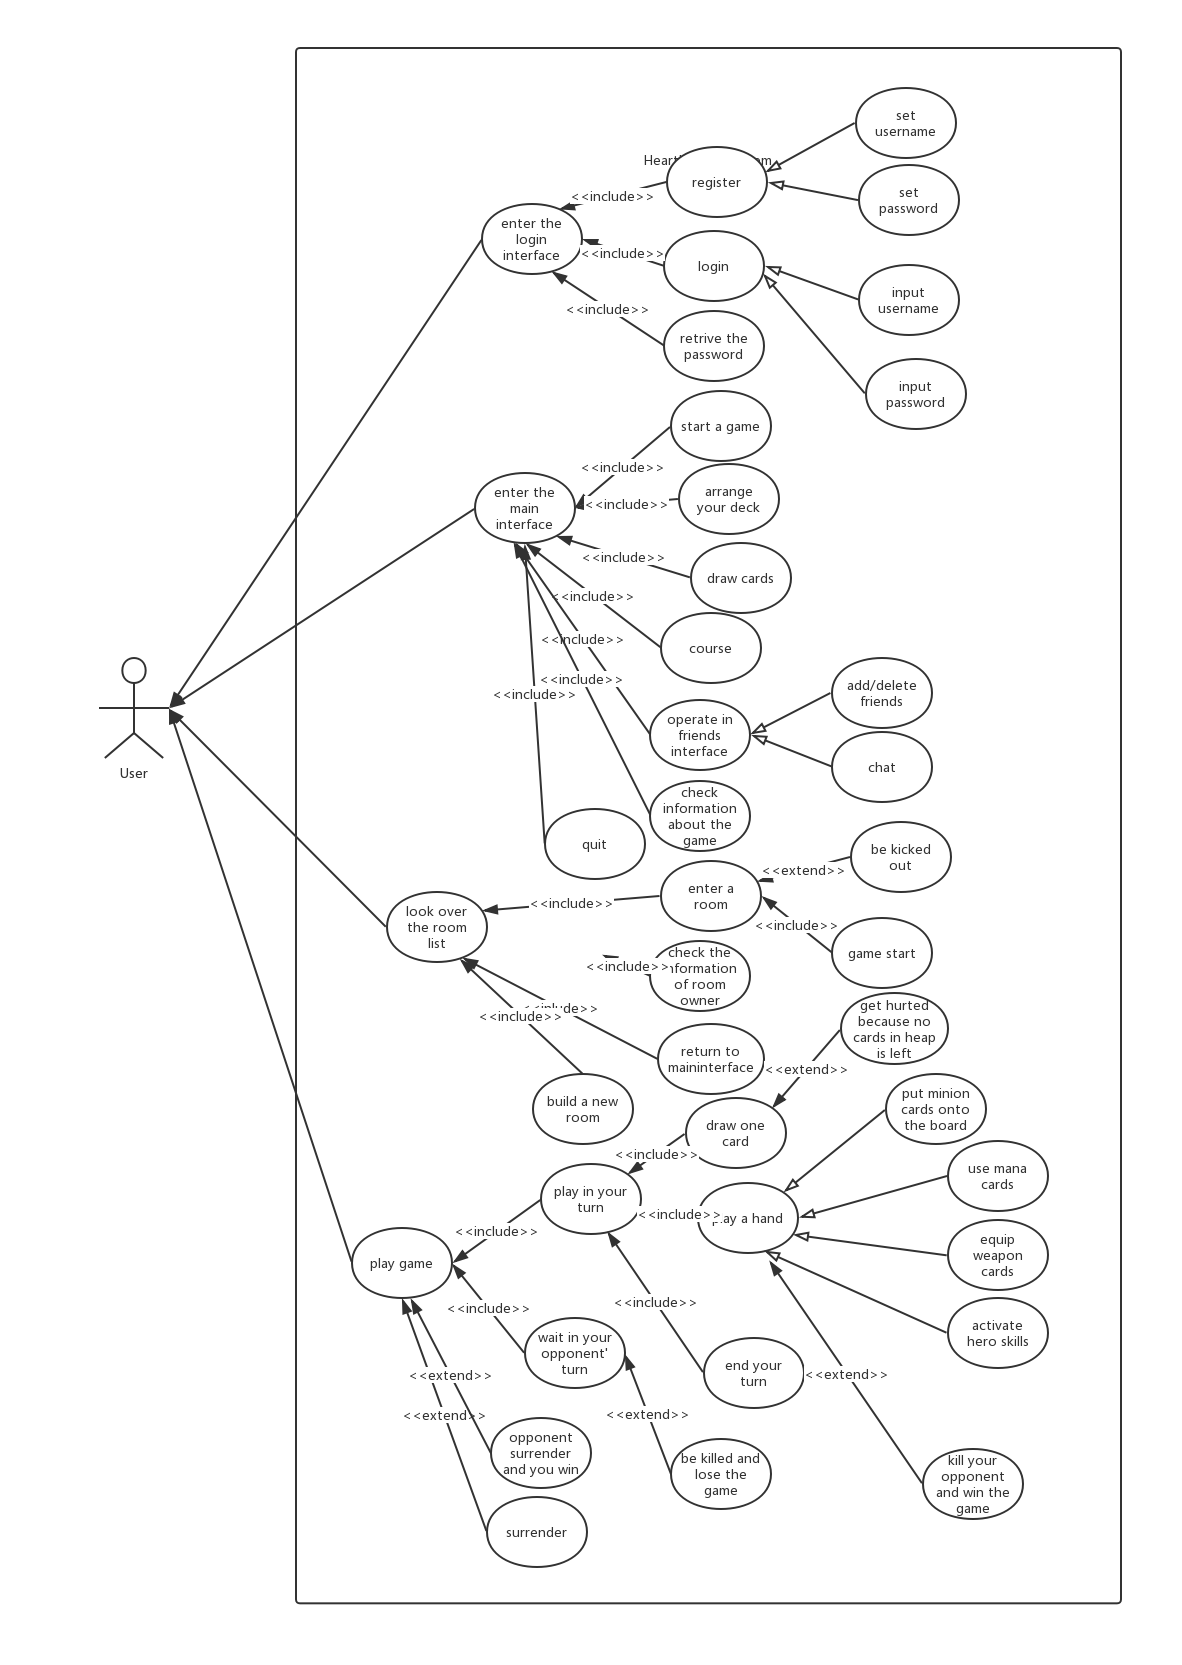 set
username
register
set
password
<<include>>
enter the
login
interface
<<include>>
login
input
username
<<include>>
retrive the
password
input
password
start a game
<<include>>
enter the
main
interface
arrange
your deck
<<include>>
<<include>>
draw cards
<<include>>
course
<<include>>
<<include>>
<<include>>
add/delete
friends
operate in
friends
interface
User
chat
check
information
about the
game
quit
be kicked
out
<<extend>>
enter a
room
<<include>>
look over
the room
list
<<include>>
game start
check the
information
of room
owner
<<include>>
<<include>>
<<include>>
get hurted
because no
cards in heap
is left
return to
maininterface
<<extend>>
build a new
room
put minion
cards onto
the board
draw one
card
<<include>>
use mana
cards
play in your
turn
<<include>>
play a hand
<<include>>
equip
weapon
cards
play game
<<include>>
<<include>>
activate
hero skills
wait in your
opponent'
turn
end your
turn
<<extend>>
<<extend>>
<<extend>>
<<extend>>
opponent
surrender
and you win
be killed and
lose the
game
kill your
opponent
and win the
game
surrender